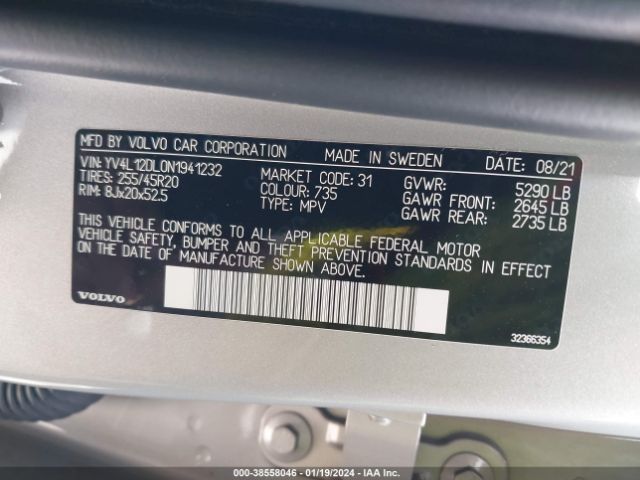 MFD BY VOLVO CAR CORPORATION MADE IN SWEDEN DATE: 08/21
VIN: YV4L12DL0N1941232 MARKET CODE: 31 GVWR: 5290 LB
TIRES: 255/45R20 COLOUR: 735 GAWR FRONT: 2645 LB
RIM: 8Jx20x52.5 TYPE: MPV GAWR REAR: 2735 LB
THIS VEHICLE CONFORMS TO ALL APPLICABLE FEDERAL MOTOR
VEHICLE SAFETY, BUMPER AND THEFT PREVENTION STANDARDS IN EFFECT
ON THE DATE OF MANUFACTURE SHOWN ABOVE.
VOLVO
32366354
000-38558046 - 01/19/2024 - IAA Inc.